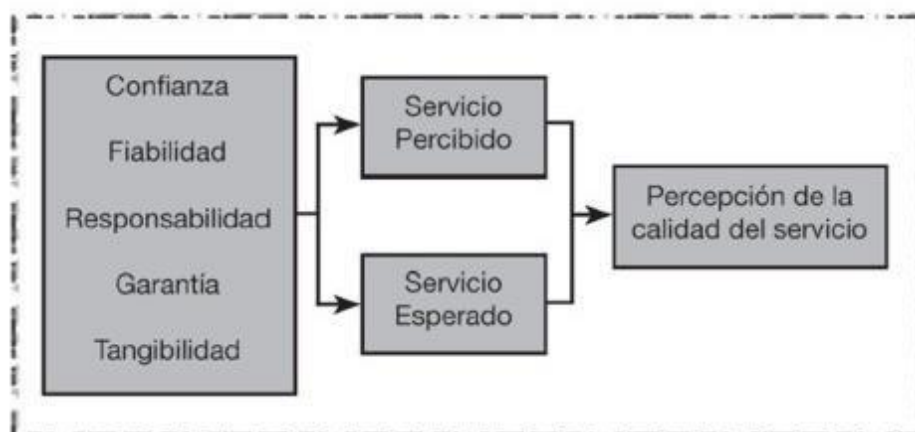 Confianza
Fiabilidad
Responsabilidad
Garantía
Tangibilidad
Servicio
Percibido
Servicio
Esperado
Percepción de la
calidad del servicio